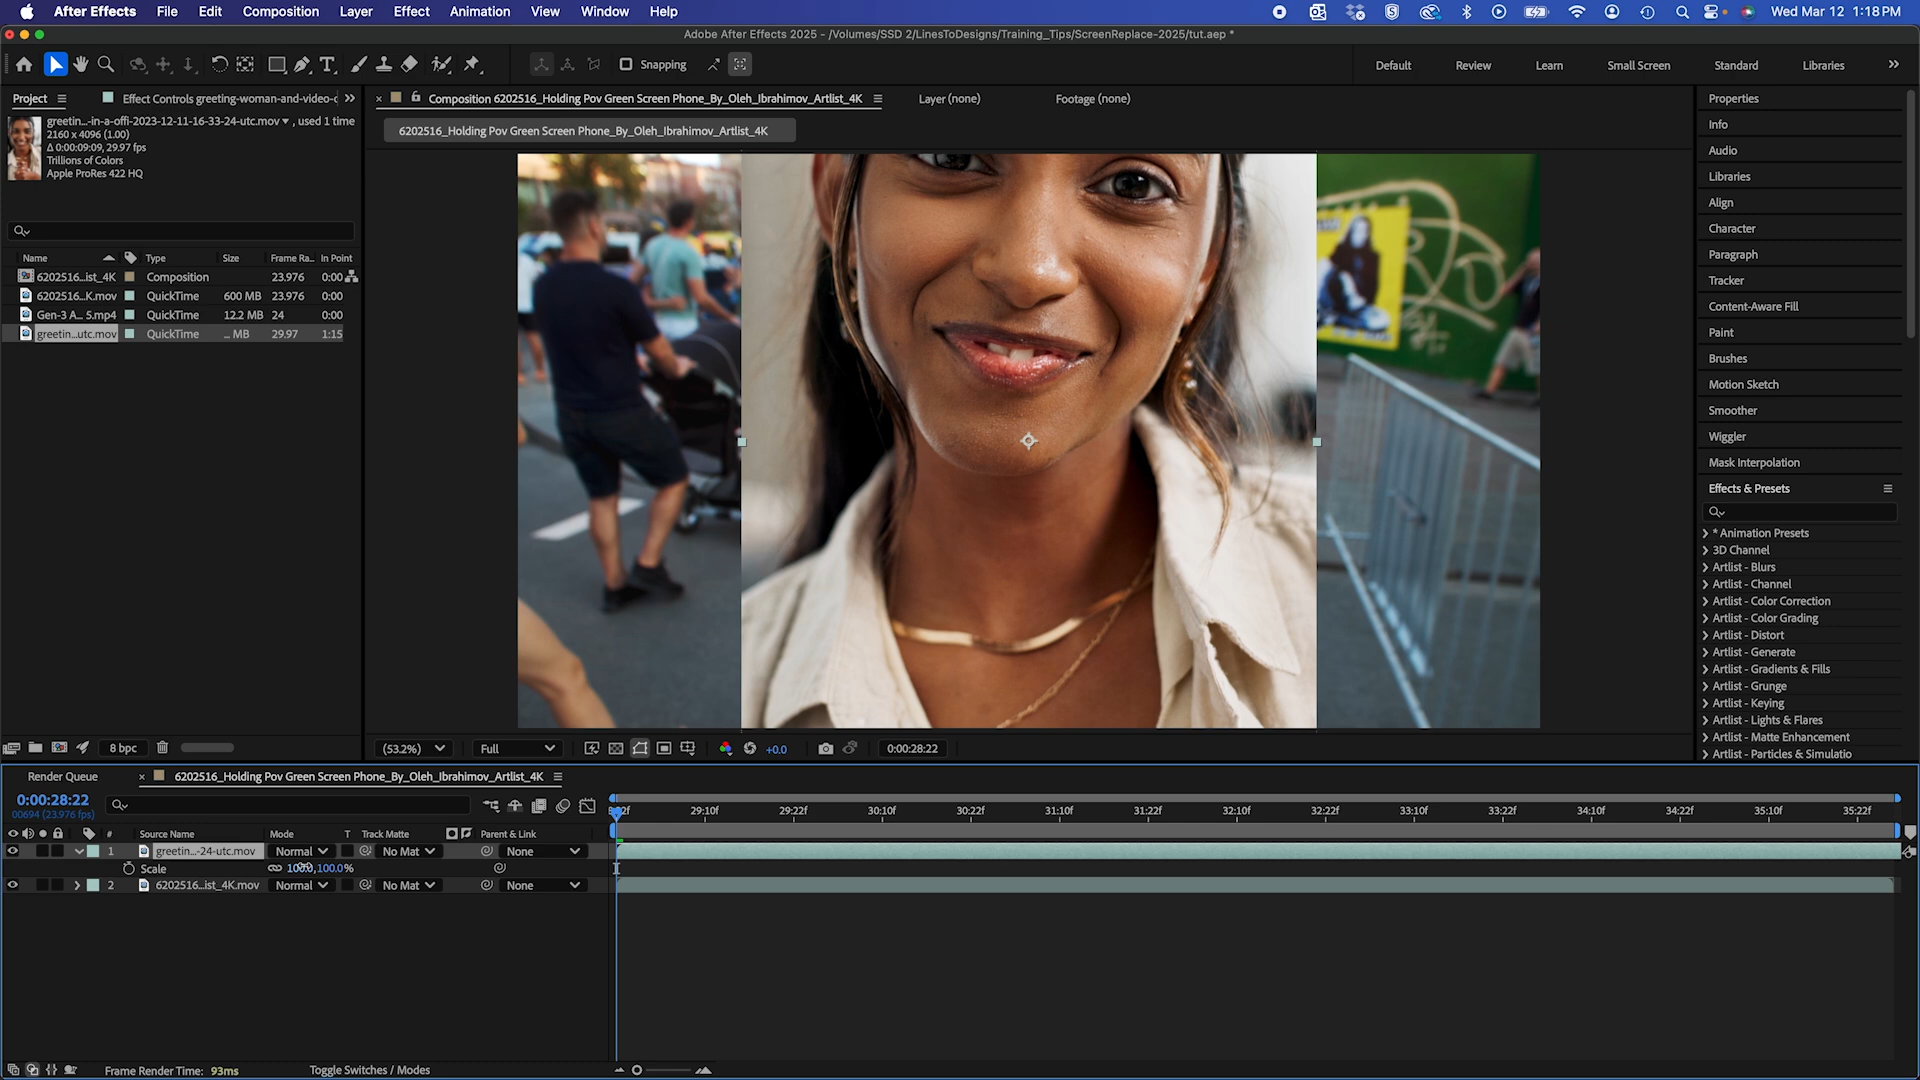 After Effects File Edit Composition Layer Effect Animation View Window Help Wed Mar 12 1:18 PM
Adobe After Effects 2025 - /Volumes/SSD 2/LinesToDesigns/Training_Tips/ScreenReplace-2025/tut.aep *
Snapping Default Review Learn Small Screen Standard Libraries
Project Effect Controls greeting-woman-and-video-c
Composition 6202516_Holding Pov Green Screen Phone_By_Oleh_Ibrahimov_Artlist_4K Layer (none) Footage (none)
6202516_Holding Pov Green Screen Phone_By_Oleh_Ibrahimov_Artlist_4K
greetin...-in-a-offi-2023-12-11-16-33-24-utc.mov , used 1 time
2160 x 4096 (1.00)
Δ 0:00:09:09, 29.97 fps
Trillions of Colors
Apple ProRes 422 HQ
Name Type Size Frame Ra... In Point
6202516...ist_4K Composition 23.976 0:00
6202516...K.mov QuickTime 600 MB 23.976 0:00
Gen-3 A... 5.mp4 QuickTime 12.2 MB 24 0:00
greetin...utc.mov QuickTime ... MB 29.97 1:15
8 bpc
(53.2%) Full +0.0 0:00:28:22
Properties
Info
Audio
Libraries
Align
Character
Paragraph
Tracker
Content-Aware Fill
Paint
Brushes
Motion Sketch
Smoother
Wiggler
Mask Interpolation
Effects & Presets
* Animation Presets
3D Channel
Artlist - Blurs
Artlist - Channel
Artlist - Color Correction
Artlist - Color Grading
Artlist - Distort
Artlist - Generate
Artlist - Gradients & Fills
Artlist - Grunge
Artlist - Keying
Artlist - Lights & Flares
Artlist - Matte Enhancement
Artlist - Particles & Simulatio
Render Queue 6202516_Holding Pov Green Screen Phone_By_Oleh_Ibrahimov_Artlist_4K
0:00:28:22
00694 (23.976 fps)
29:10f 29:22f 30:10f 30:22f 31:10f 31:22f 32:10f 32:22f 33:10f 33:22f 34:10f 34:22f 35:10f 35:22f
# Source Name Mode T Track Matte Parent & Link
1 greetin...-24-utc.mov Normal No Mat None
Scale 100.0,100.0%
2 6202516...ist_4K.mov Normal No Mat None
Frame Render Time: 93ms Toggle Switches / Modes